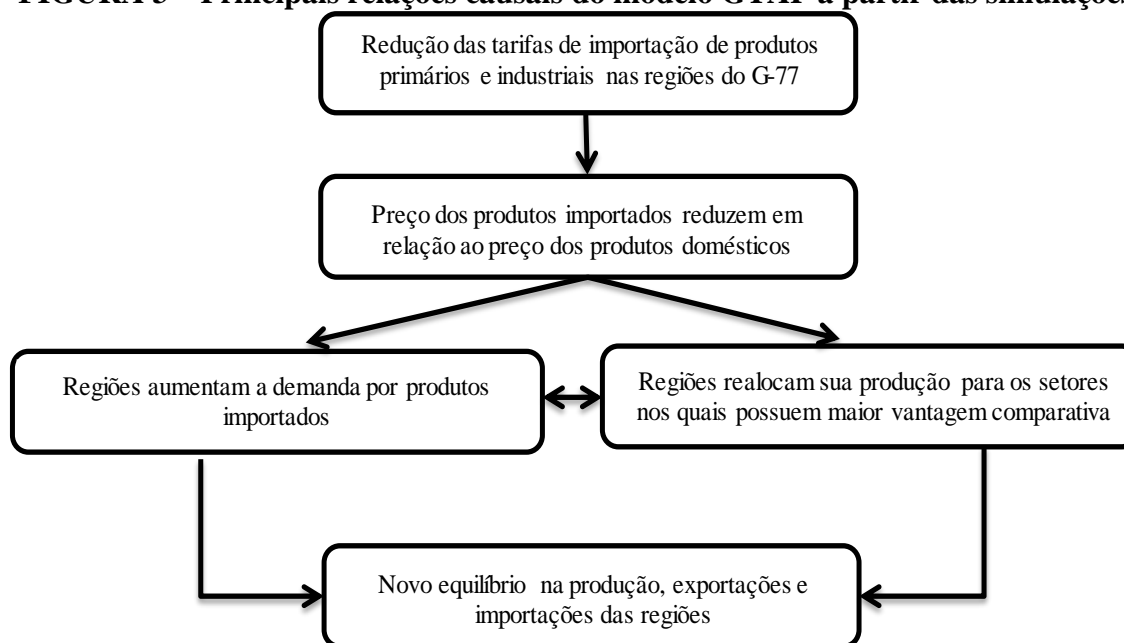 Principais relações causais do modelo GTAP a partir das simulações
Redução das tarifas de importação de produtos
primários e industriais nas regiões do G-77
Preço dos produtos importados reduzem em
relação ao preço dos produtos domésticos
Regiões aumentam a demanda por produtos
importados
Regiões realocam sua produção para os setores
nos quais possuem maior vantagem comparativa
Novo equilíbrio na produção, exportações e
importações das regiões